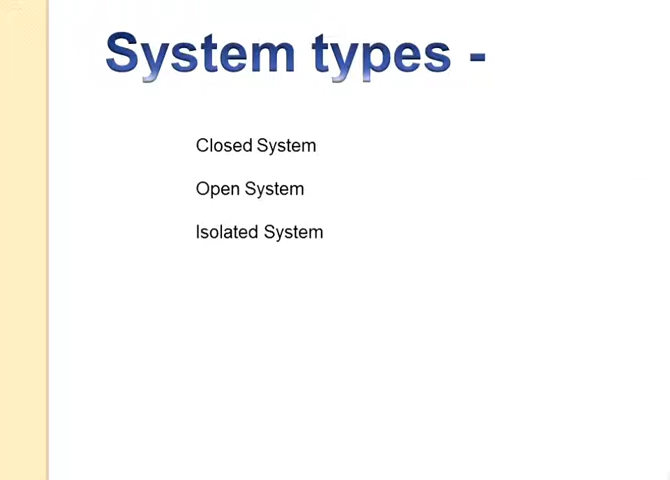 System types -
Closed System
Open System
Isolated System